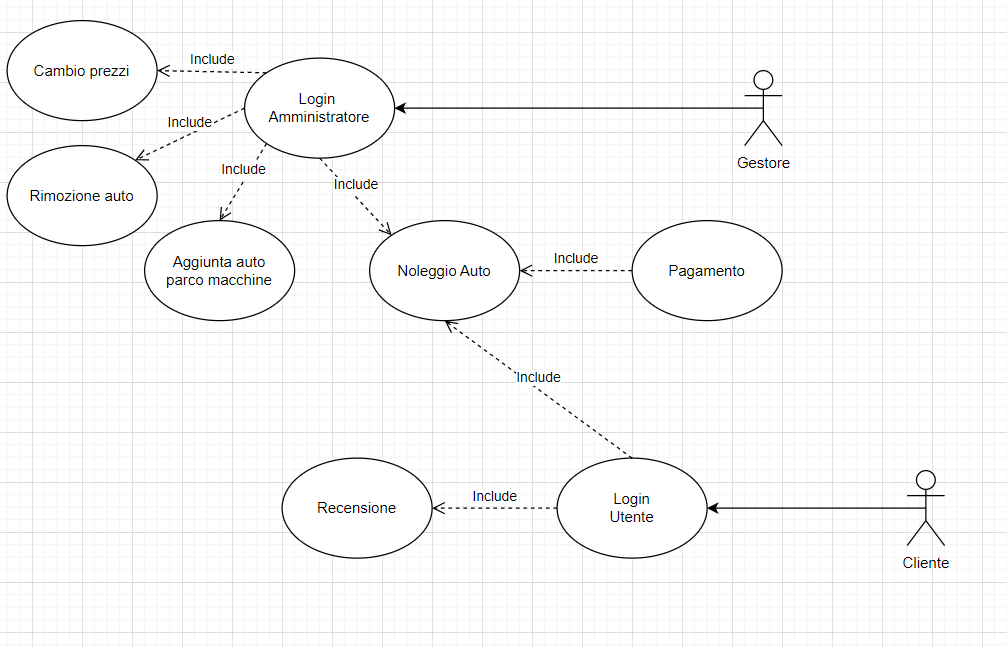 Cambio prezzi
Include
Login
Amministratore
Include
Gestore
Include
Include
Rimozione auto
Aggiunta auto
parco macchine
Noleggio Auto
Include
Pagamento
Include
Recensione
Include
Login
Utente
Cliente